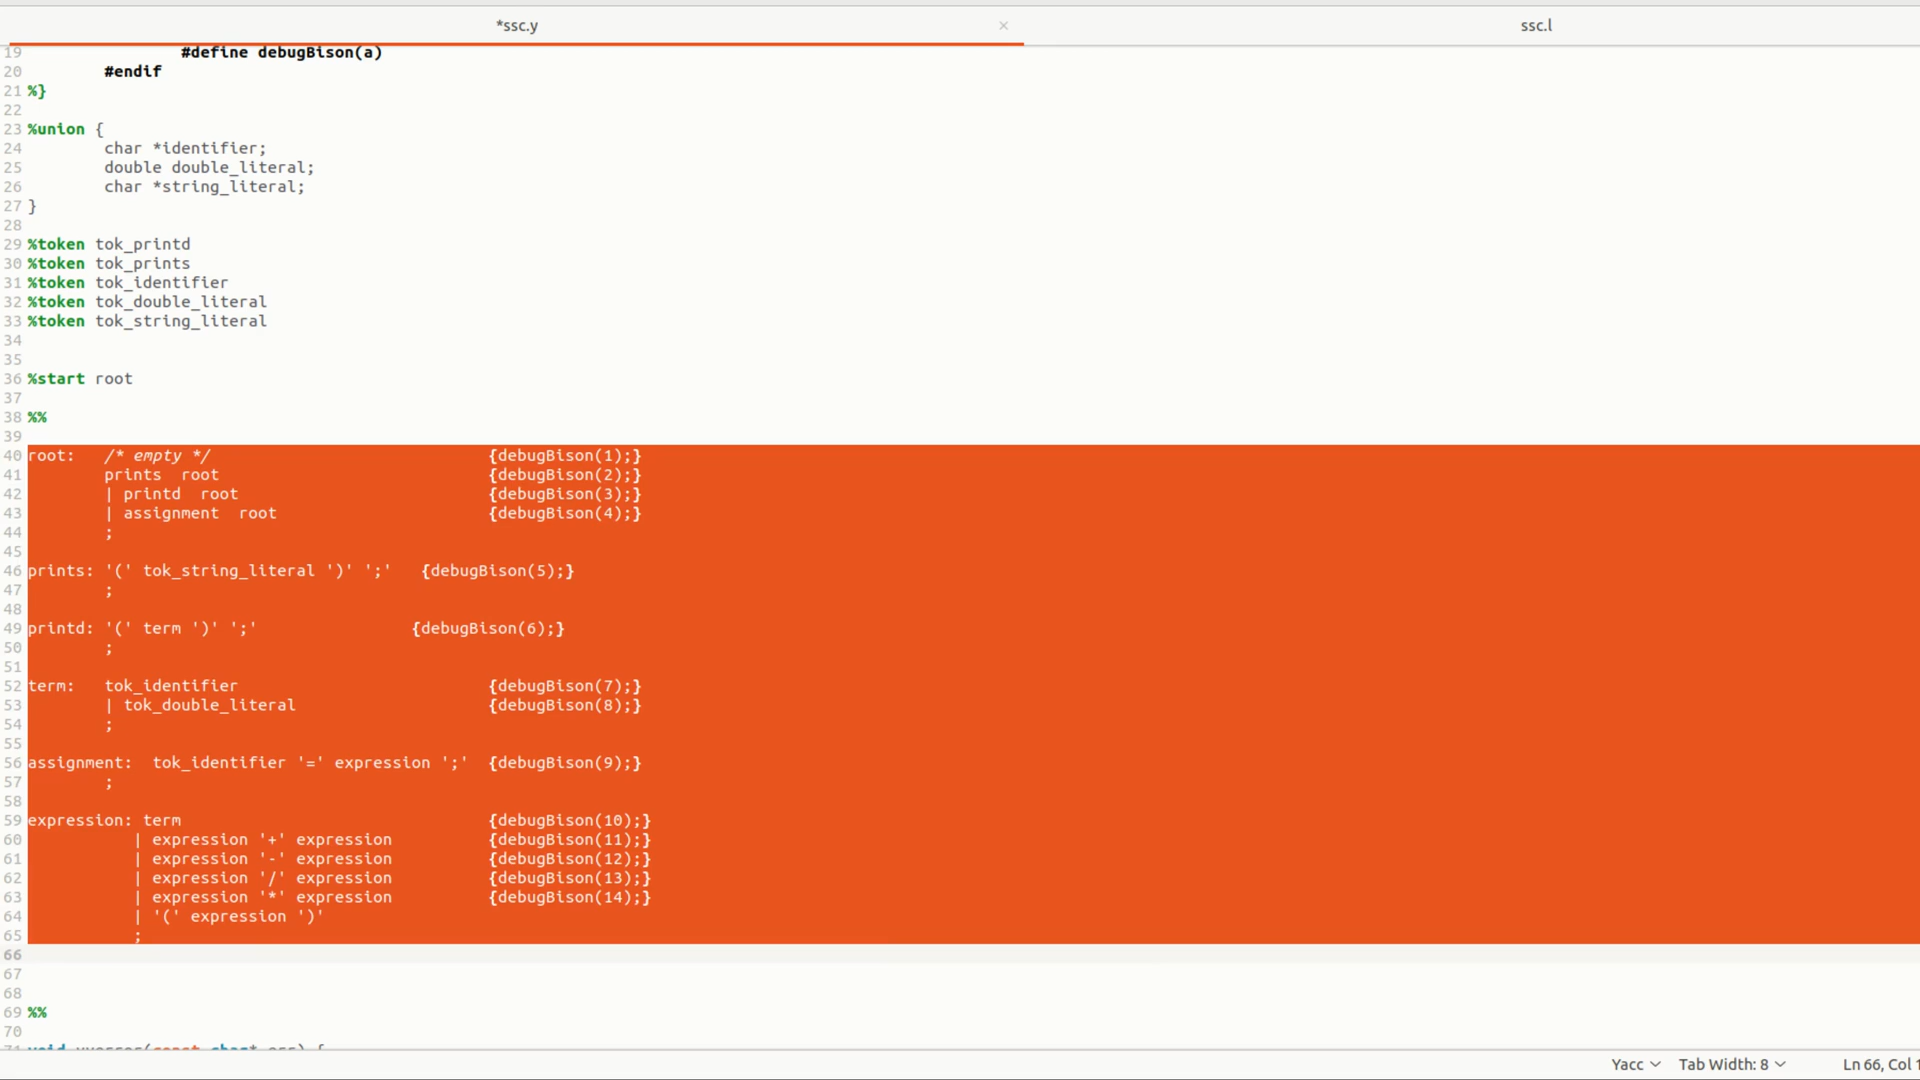 *ssc.y × ssc.l
19 #define debugBison(a)
20 #endif
21 %}
22
23 %union {
24 char *identifier;
25 double double_literal;
26 char *string_literal;
27 }
28
29 %token tok_printd
30 %token tok_prints
31 %token tok_identifier
32 %token tok_double_literal
33 %token tok_string_literal
34
35
36 %start root
37
38 %%
39
40 root: /* empty */ {debugBison(1);}
41 prints root {debugBison(2);}
42 | printd root {debugBison(3);}
43 | assignment root {debugBison(4);}
44 ;
45
46 prints: '(' tok_string_literal ')' ';' {debugBison(5);}
47 ;
48
49 printd: '(' term ')' ';' {debugBison(6);}
50 ;
51
52 term: tok_identifier {debugBison(7);}
53 | tok_double_literal {debugBison(8);}
54 ;
55
56 assignment: tok_identifier '=' expression ';' {debugBison(9);}
57 ;
58
59 expression: term {debugBison(10);}
60 | expression '+' expression {debugBison(11);}
61 | expression '-' expression {debugBison(12);}
62 | expression '/' expression {debugBison(13);}
63 | expression '*' expression {debugBison(14);}
64 | '(' expression ')'
65 ;
66
67
68
69 %%
70
Yacc Tab Width: 8 Ln 66, Col 1